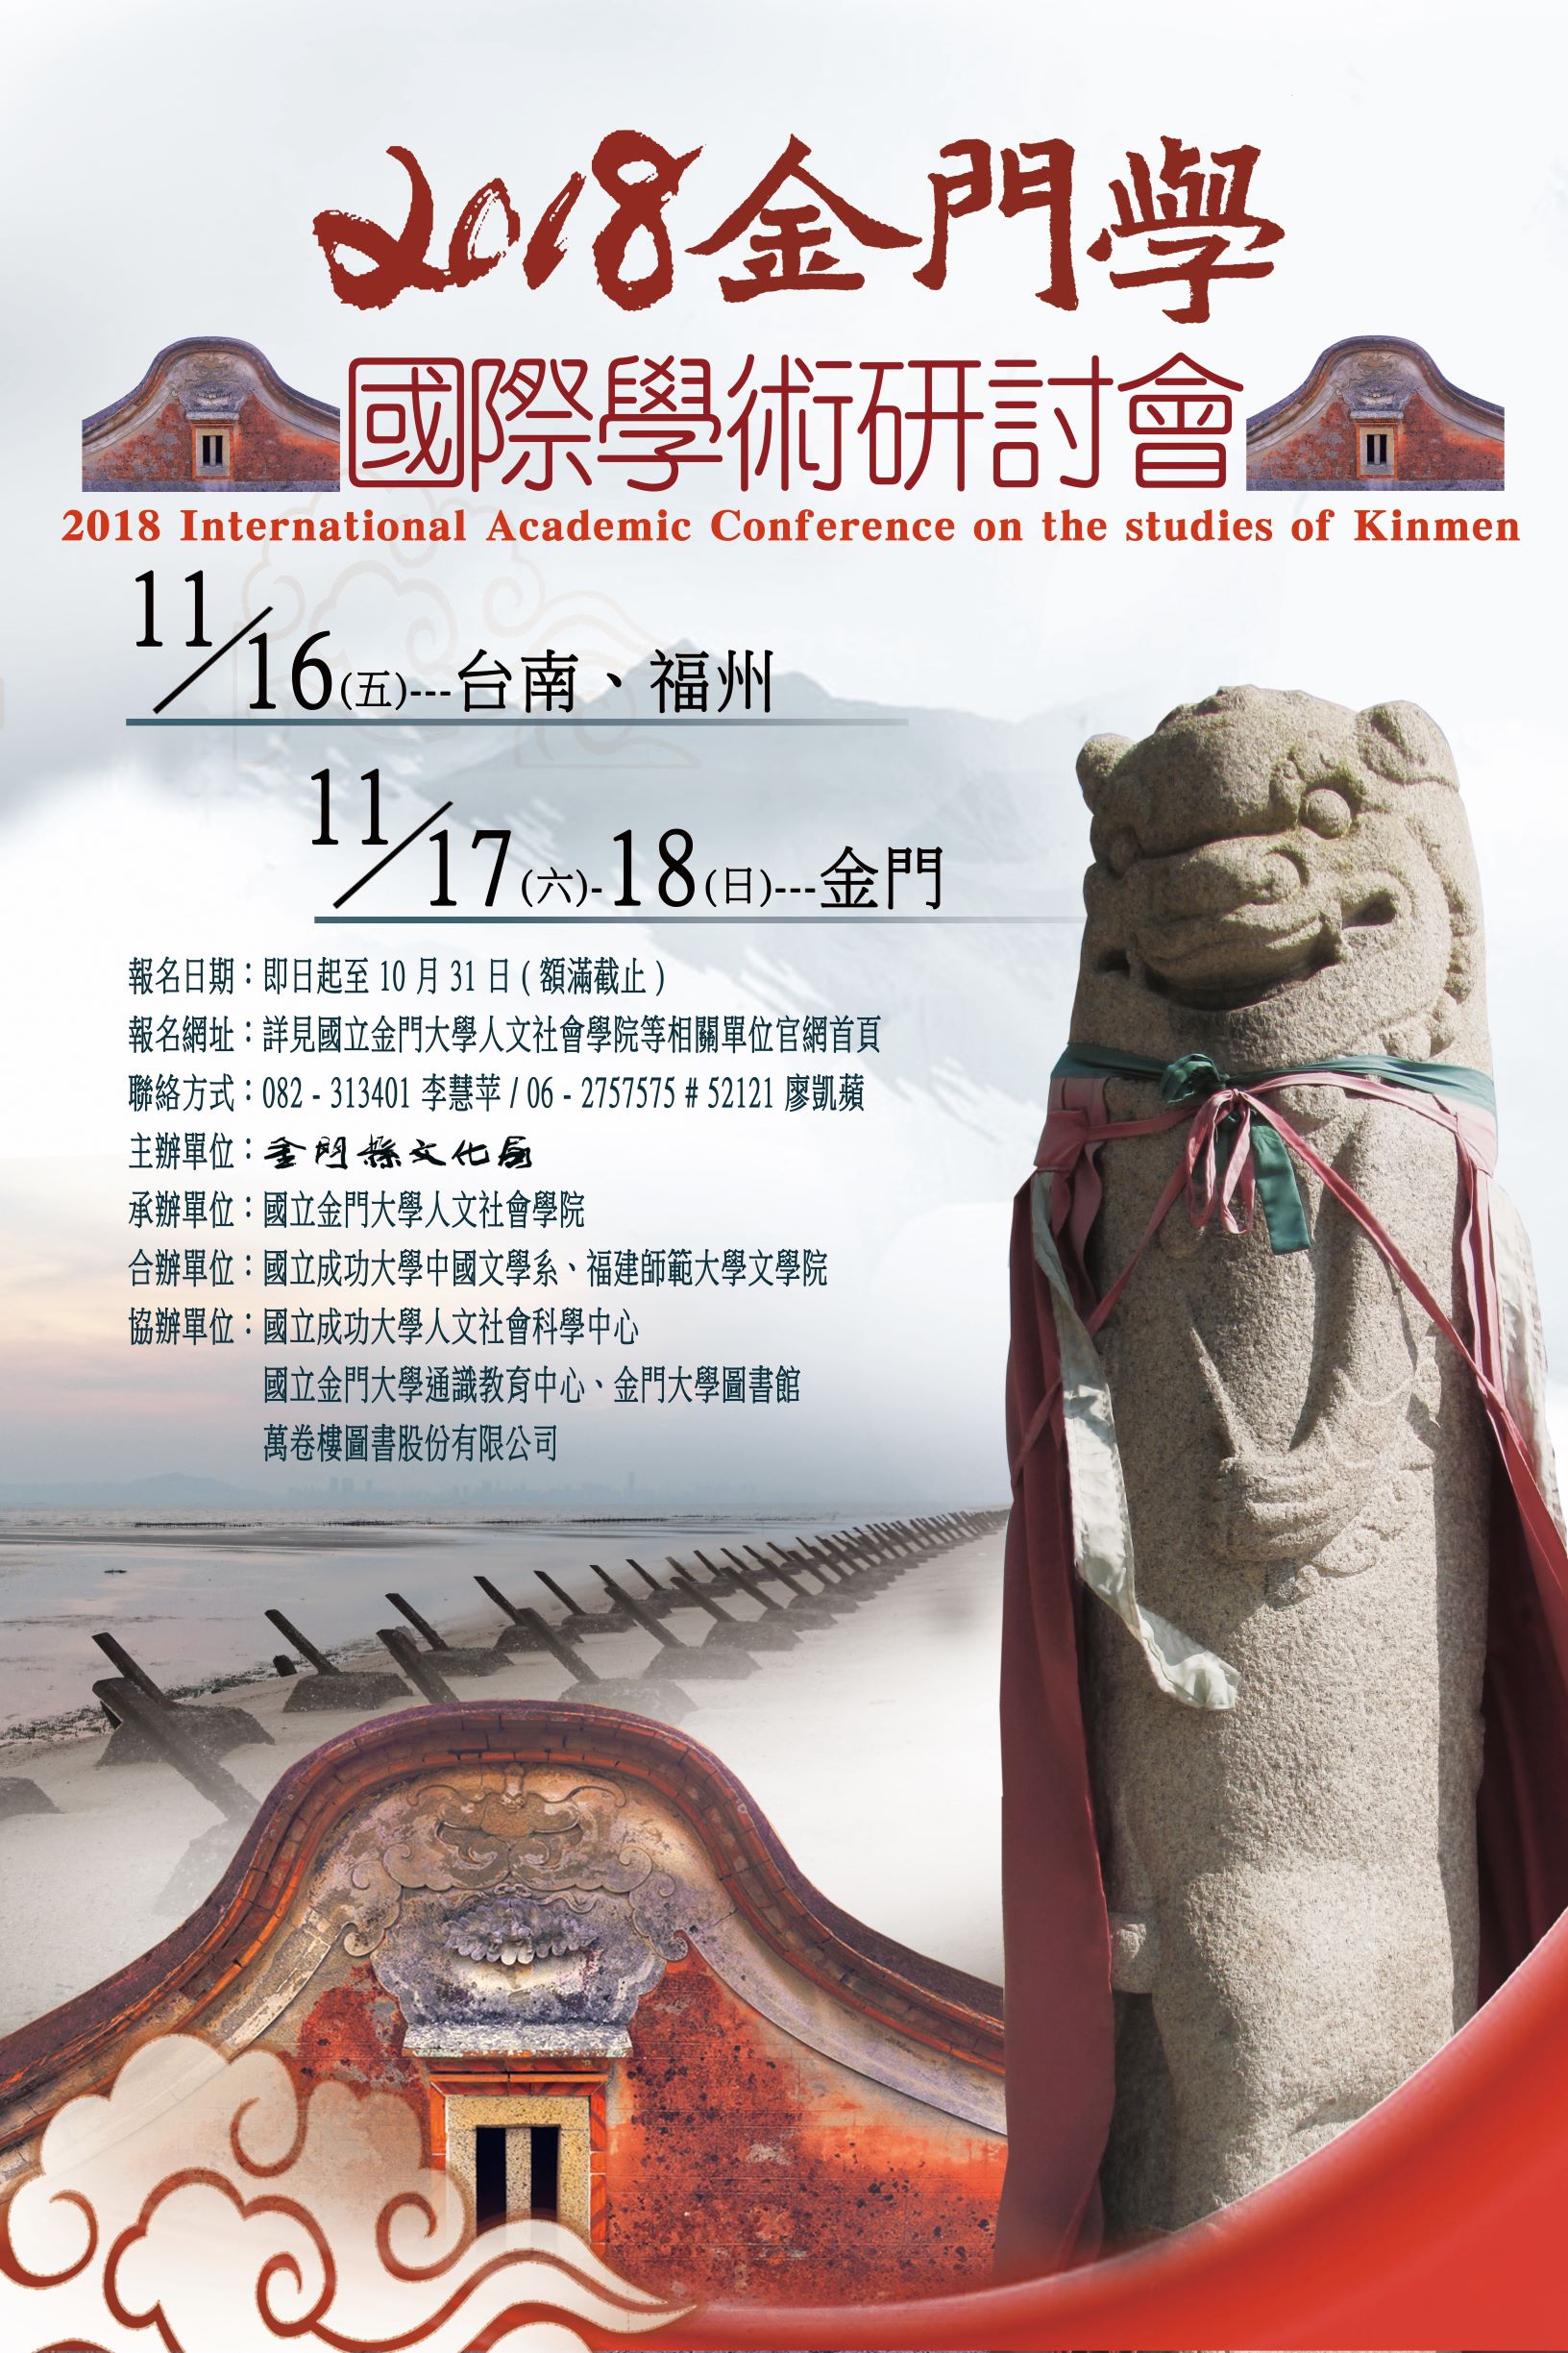 2018金門學
國際學術研討會
2018 International Academic Conference on the studies of Kinmen
11/16(五)---台南、福州
11/17(六)-18(日)---金門
報名日期：即日起至 10 月 31 日 ( 額滿截止 )
報名網址：詳見國立金門大學人文社會學院等相關單位官網首頁
聯絡方式：082 - 313401 李慧苹 / 06 - 2757575 # 52121 廖凱蘋
主辦單位：金門縣文化局
承辦單位：國立金門大學人文社會學院
合辦單位：國立成功大學中國文學系、福建師範大學文學院
協辦單位：國立成功大學人文社會科學中心
國立金門大學通識教育中心、金門大學圖書館
萬卷樓圖書股份有限公司